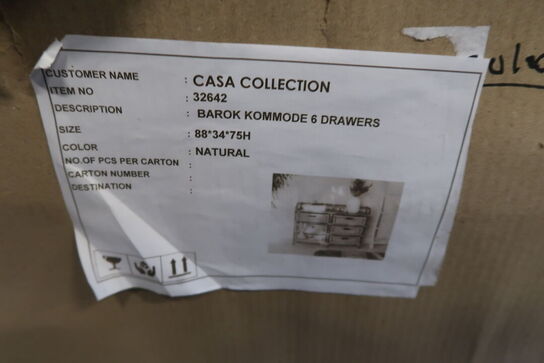 CUSTOMER NAME : CASA COLLECTION
ITEM NO : 32642
DESCRIPTION : BAROK KOMMODE 6 DRAWERS
SIZE : 88*34*75H
COLOR : NATURAL
NO.OF PCS PER CARTON :
CARTON NUMBER :
DESTINATION :